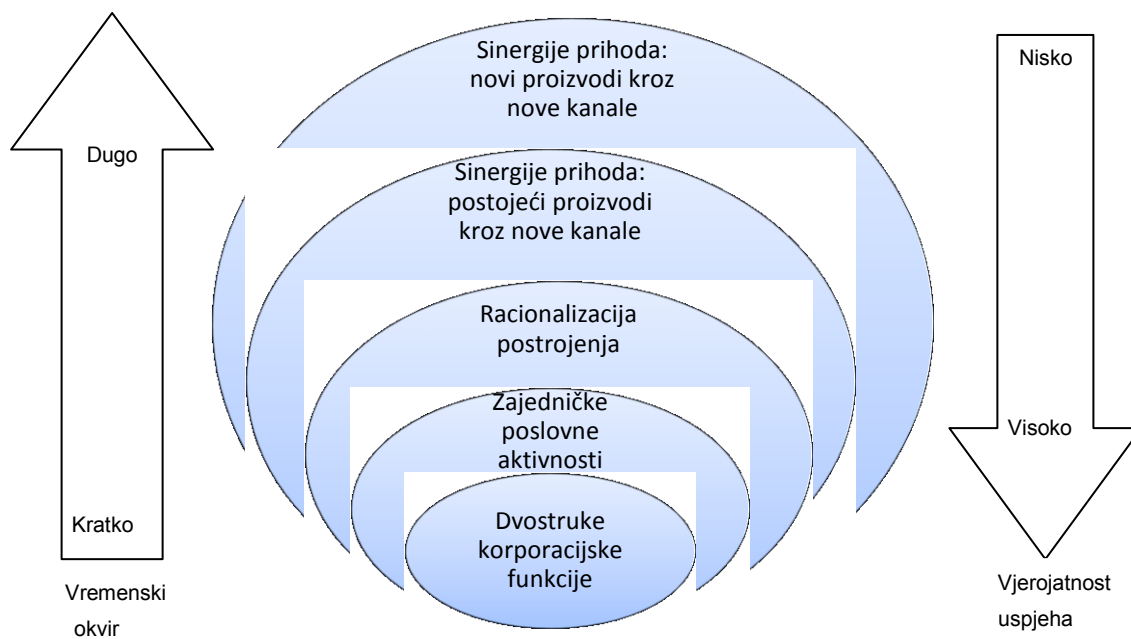 Sinergije prihoda:
novi proizvodi kroz
nove kanale
Nisko
Dugo
Sinergije prihoda:
postojeći proizvodi
kroz nove kanale
Racionalizacija
postrojenja
Zajedničke
poslovne
aktivnosti
Visoko
Kratko
Dvostruke
korporacijske
funkcije
Vremenski
okvir
Vjerojatnost
uspjeha